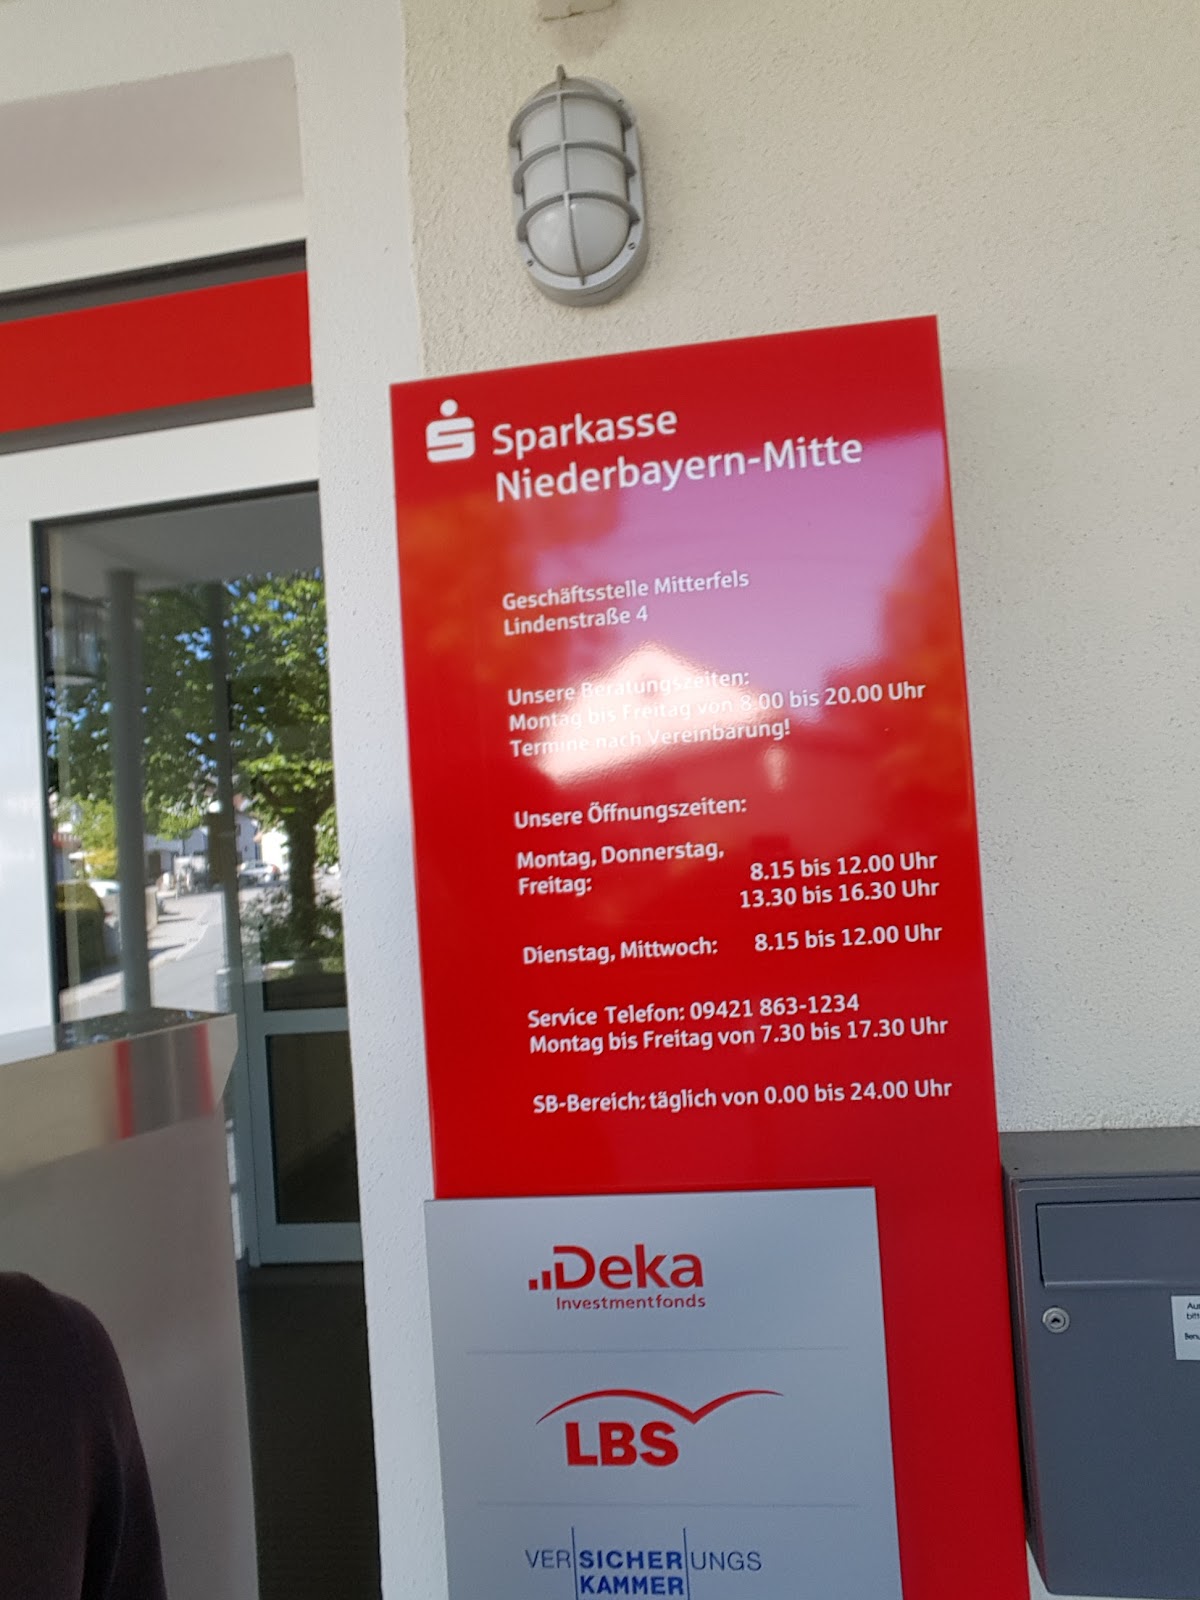 Sparkasse
Niederbayern-Mitte
Geschäftsstelle Mitterfels
Lindenstraße 4
Unsere Beratungszeiten:
Montag bis Freitag von 8.00 bis 20.00 Uhr
Termine nach Vereinbarung!
Unsere Öffnungszeiten:
Montag, Donnerstag,
Freitag:
8.15 bis 12.00 Uhr
13.30 bis 16.30 Uhr
Dienstag, Mittwoch: 8.15 bis 12.00 Uhr
Service Telefon: 09421 863-1234
Montag bis Freitag von 7.30 bis 17.30 Uhr
SB-Bereich: täglich von 0.00 bis 24.00 Uhr
Deka
Investmentfonds
LBS
VERSICHERUNGS
KAMMER